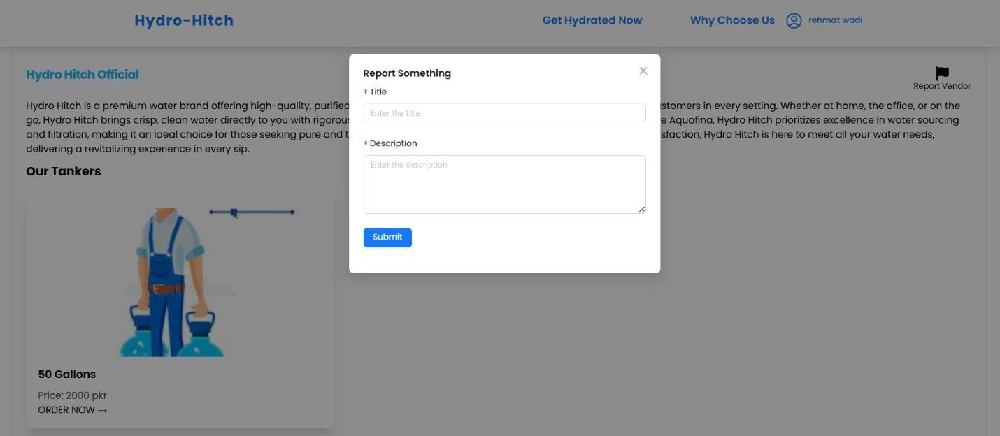 Hydro-Hitch
Get Hydrated Now
Why Choose Us
rehmat wadi
Report Something
* Title
Enter the title
* Description
Enter the description
Submit
Hydro Hitch Official
Report Vendor
Hydro Hitch is a premium water brand offering high-quality, purified stomers in every setting. Whether at home, the office, or on the
go, Hydro Hitch brings crisp, clean water directly to you with rigorous Aquafina, Hydro Hitch prioritizes excellence in water sourcing
and filtration, making it an ideal choice for those seeking pure and sfaction, Hydro Hitch is here to meet all your water needs,
delivering a revitalizing experience in every sip.
Our Tankers
50 Gallons
Price: 2000 pkr
ORDER NOW →